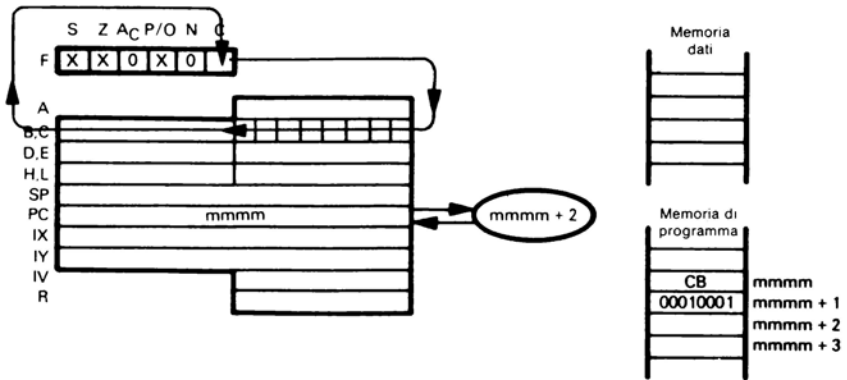 S Z AC P/O N C
F X X 0 X 0
A
B,C
D,E
H,L
SP
PC mmmm mmmm + 2
IX
IY
IV
R
Memoria
dati
Memoria di
programma
CB mmmm
00010001 mmmm + 1
mmmm + 2
mmmm + 3